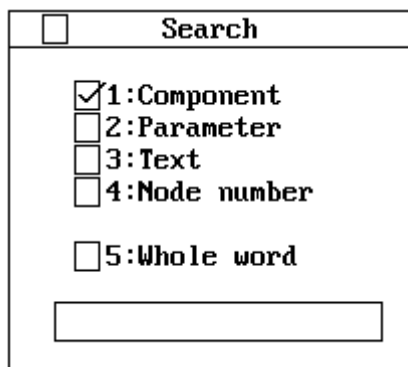 Search
1:Component
2:Parameter
3:Text
4:Node number
5:Whole word